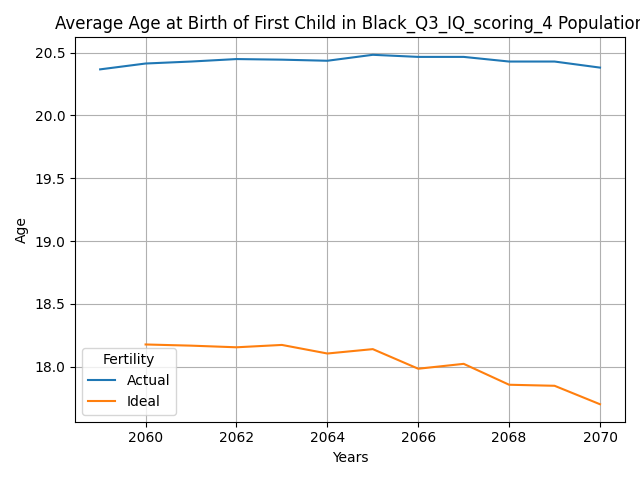 Average Age at Birth of First Child in Black_Q3_IQ_scoring_4 Population
20.5
20.0
19.5
19.0
18.5
18.0
Age
Fertility
Actual
Ideal
2060 2062 2064 2066 2068 2070
Years